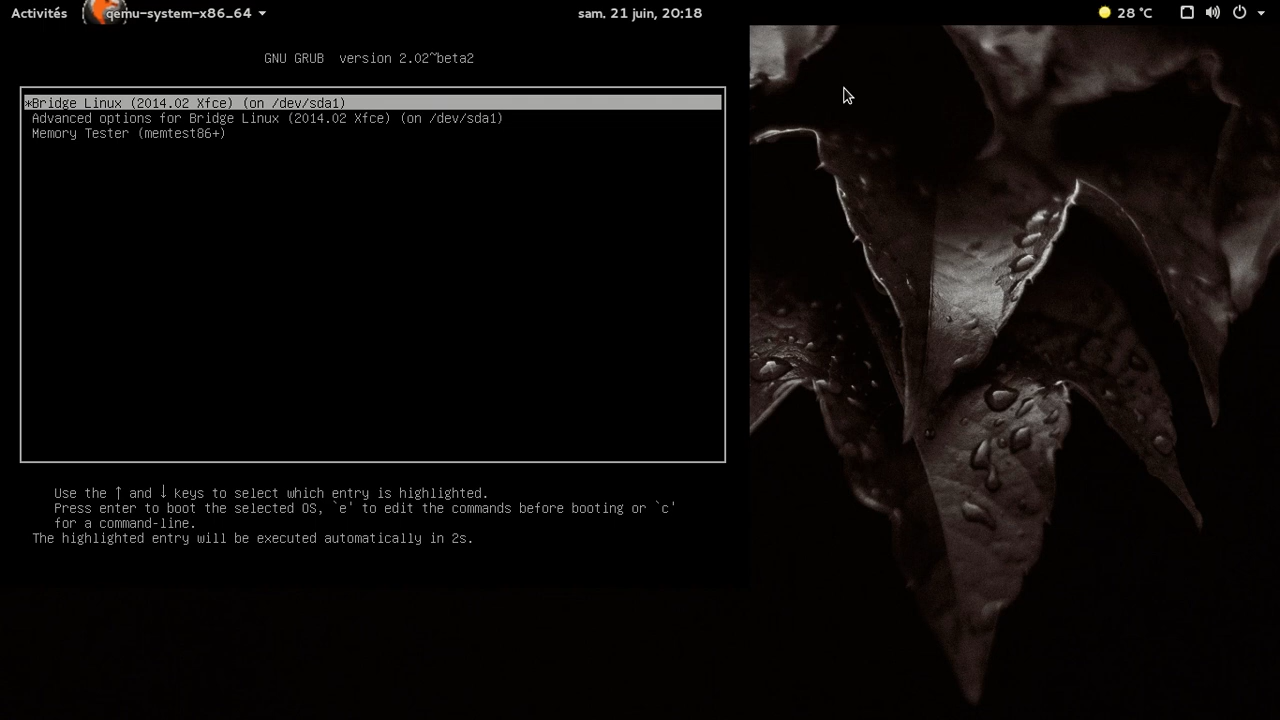 Activités qemu-system-x86_64 sam. 21 juin, 20:18 28 °C
GNU GRUB  version 2.02~beta2
*Bridge Linux (2014.02 Xfce) (on /dev/sda1)
Advanced options for Bridge Linux (2014.02 Xfce) (on /dev/sda1)
Memory Tester (memtest86+)
Use the ↑ and ↓ keys to select which entry is highlighted.
Press enter to boot the selected OS, `e' to edit the commands before booting or `c'
for a command-line.
The highlighted entry will be executed automatically in 2s.